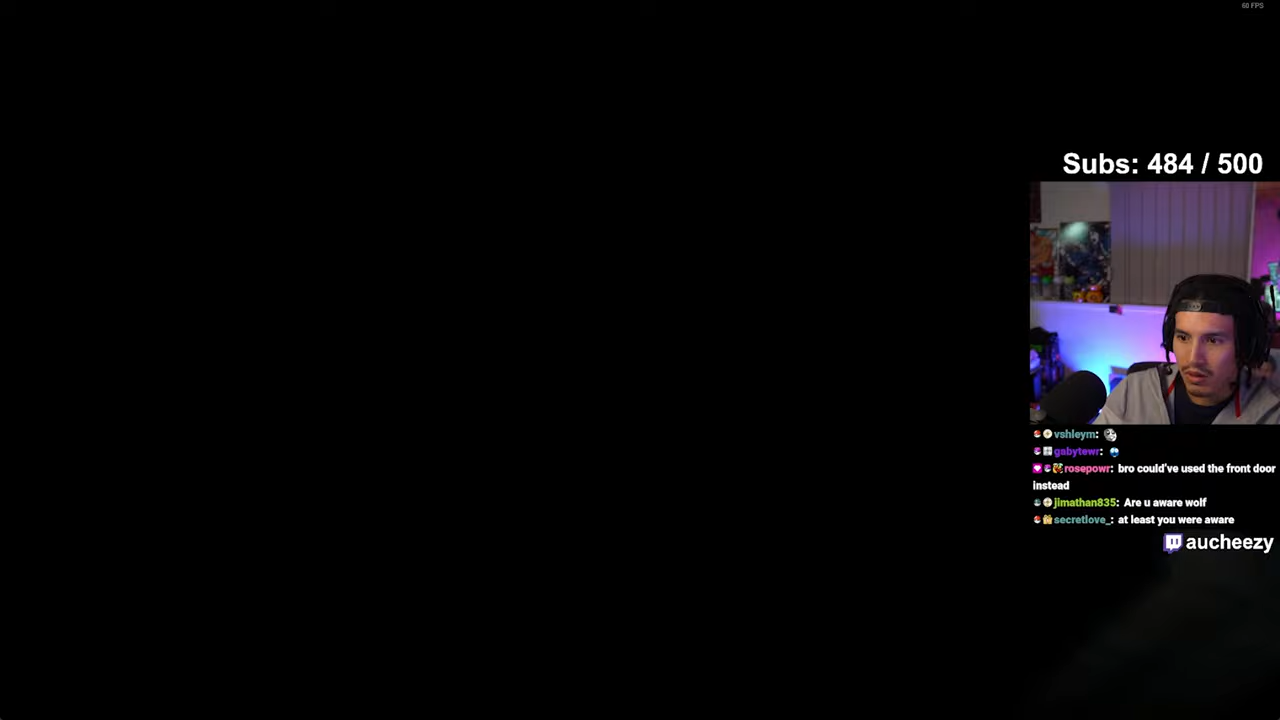 60 FPS
Subs: 484 / 500
vshleym:
gabytewr:
rosepowr: bro could've used the front door
instead
jimathan835: Are u aware wolf
secretlove_: at least you were aware
aucheezy